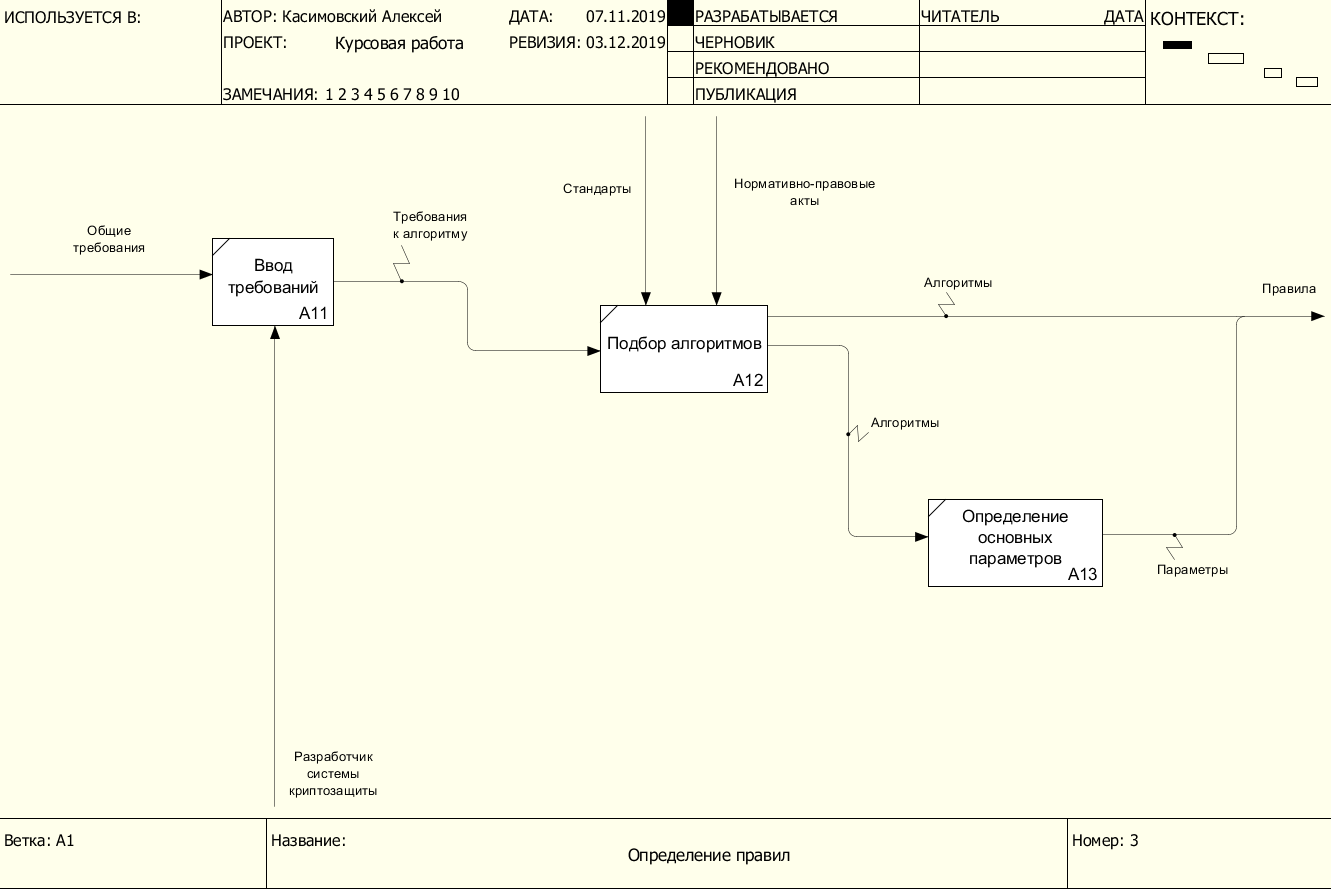 ИСПОЛЬЗУЕТСЯ В:
АВТОР: Касимовский Алексей
ДАТА: 07.11.2019
ПРОЕКТ: Курсовая работа
РЕВИЗИЯ: 03.12.2019
ЗАМЕЧАНИЯ: 1 2 3 4 5 6 7 8 9 10
РАЗРАБАТЫВАЕТСЯ
ЧЕРНОВИК
РЕКОМЕНДОВАНО
ПУБЛИКАЦИЯ
ЧИТАТЕЛЬ
ДАТА
КОНТЕКСТ:
Стандарты
Нормативно-правовые
акты
Общие
требования
Требования
к алгоритму
Ввод
требований
A11
Алгоритмы
Правила
Подбор алгоритмов
A12
Алгоритмы
Определение
основных
параметров
A13
Параметры
Разработчик
системы
криптозащиты
Ветка: A1
Название:
Определение правил
Номер: 3